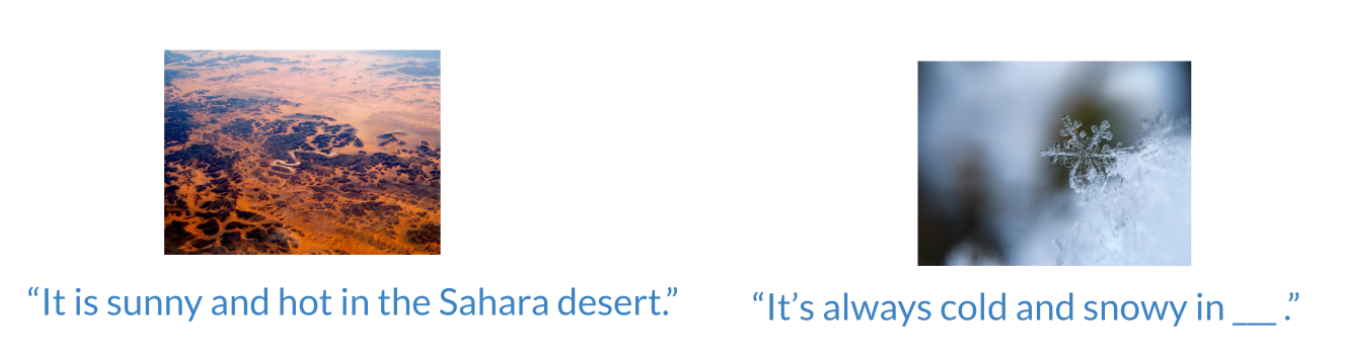 “It is sunny and hot in the Sahara desert.”
“It’s always cold and snowy in ___ .”